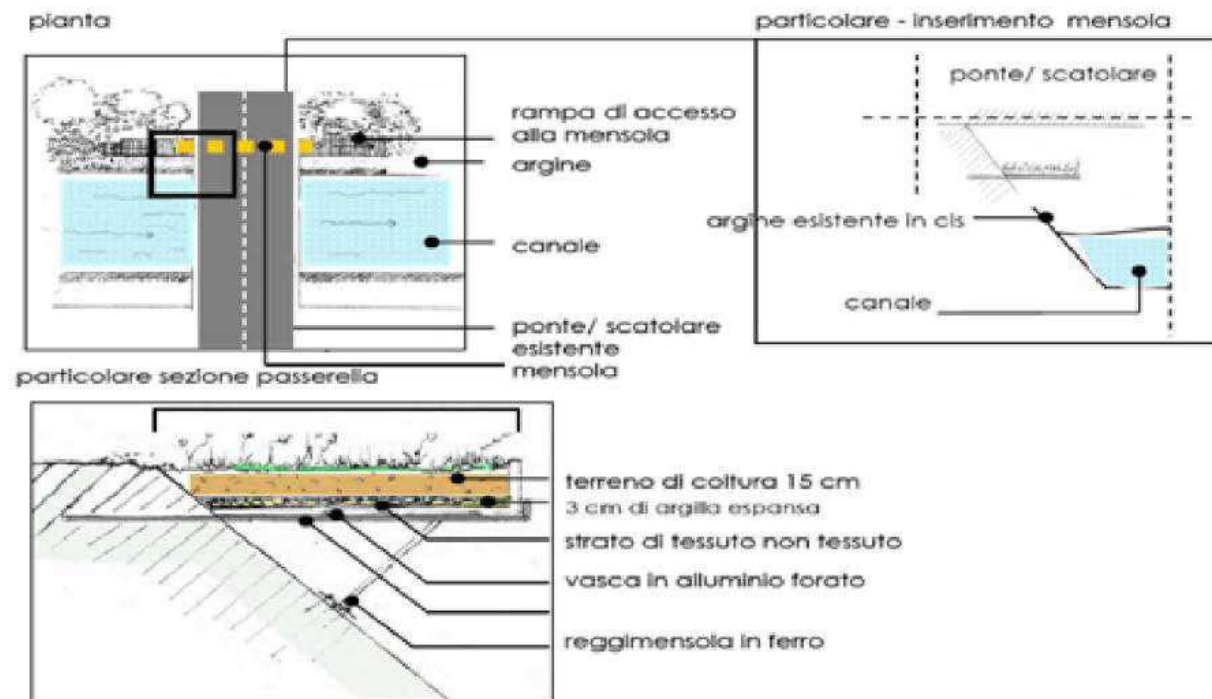 pianta
rampa di accesso
alla mensola
argine
canale
ponte/ scatolare
esistente
mensola
particolare - inserimento mensola
ponte/ scatolare
argine esistente in cls
canale
particolare sezione passerella
terreno di coltura 15 cm
3 cm di argilla espansa
strato di tessuto non tessuto
vasca in alluminio forato
reggimensola in ferro